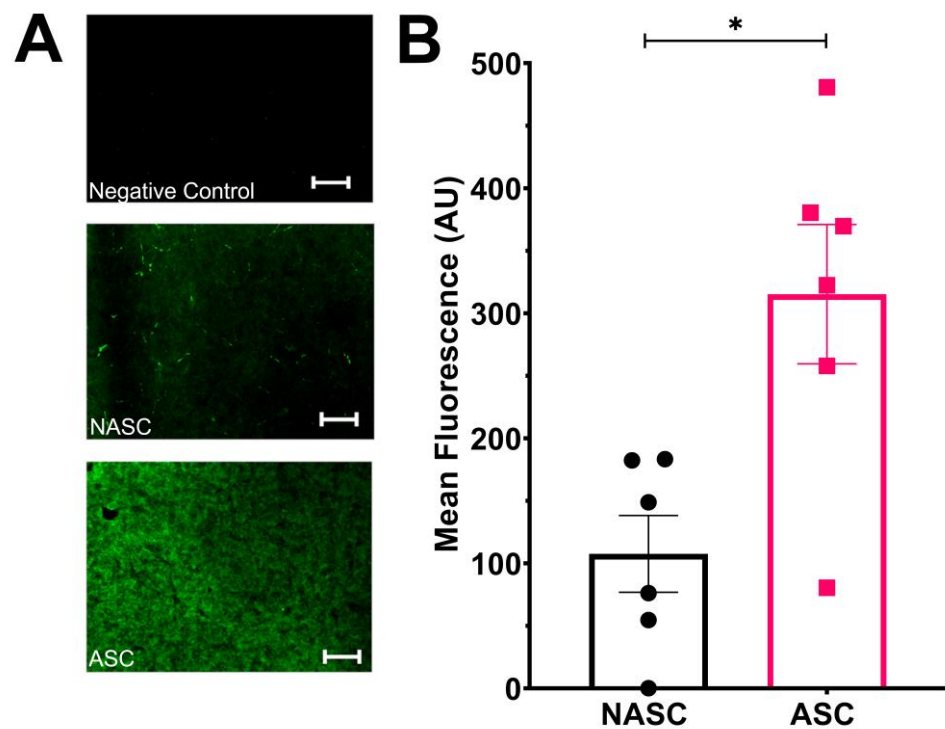 A
Negative Control
NASC
ASC
B
*
Mean Fluorescence (AU)
500
400
300
200
100
0
NASC
ASC